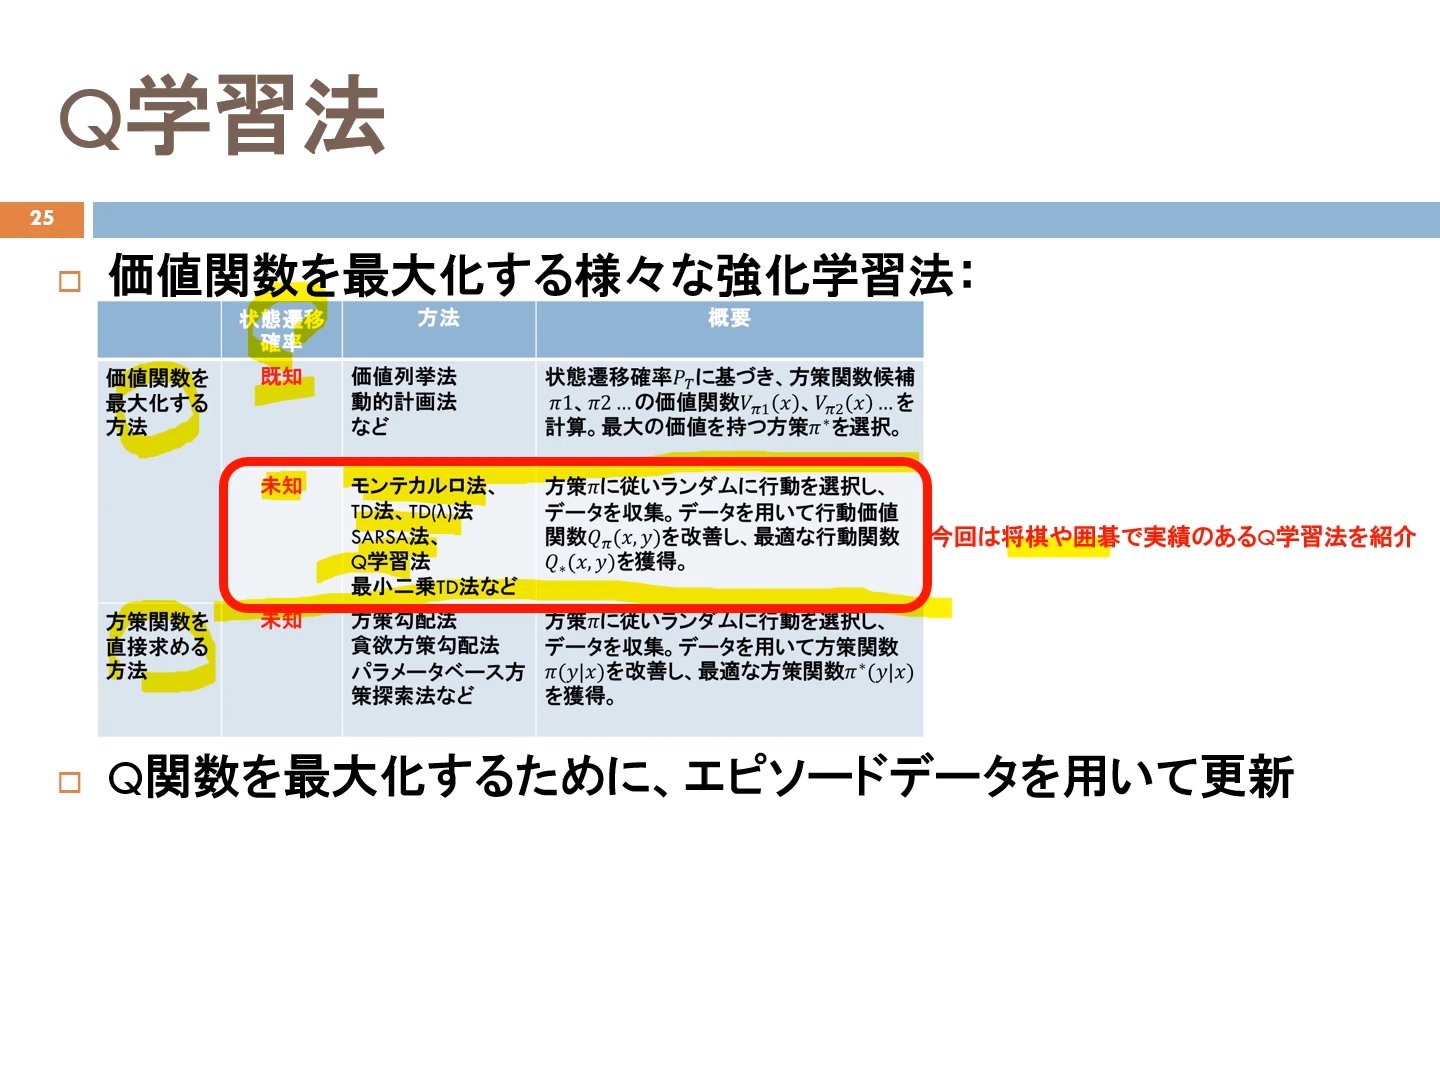 Q学習法
25
価値関数を最大化する様々な強化学習法：
状態遷移
確率
方法
概要
価値関数を
最大化する
方法
既知
価値列挙法
動的計画法
など
状態遷移確率P_Tに基づき、方策関数候補
π1、π2 …の価値関数V_π1(x)、V_π2(x) …を
計算。最大の価値を持つ方策π*を選択。
未知
モンテカルロ法、
TD法、TD(λ)法
SARSA法、
Q学習法
最小二乗TD法など
方策πに従いランダムに行動を選択し、
データを収集。データを用いて行動価値
関数Q_π(x, y)を改善し、最適な行動関数
Q_*(x, y)を獲得。
今回は将棋や囲碁で実績のあるQ学習法を紹介
方策関数を
直接求める
方法
未知
方策勾配法
貪欲方策勾配法
パラメータベース方
策探索法など
方策πに従いランダムに行動を選択し、
データを収集。データを用いて方策関数
π(y|x)を改善し、最適な方策関数π*(y|x)
を獲得。
Q関数を最大化するために、エピソードデータを用いて更新